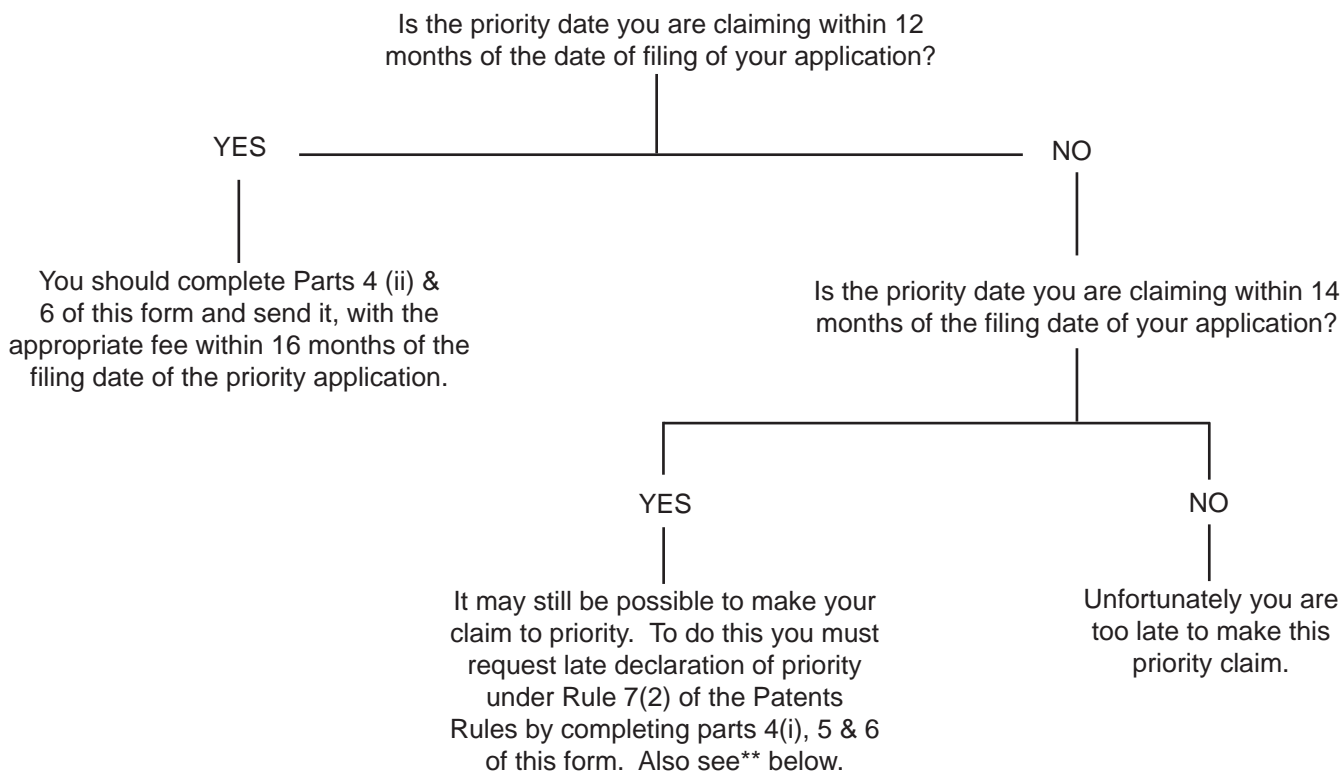 Is the priority date you are claiming within 12
months of the date of filing of your application?
YES
NO
You should complete Parts 4 (ii) &
6 of this form and send it, with the
appropriate fee within 16 months of the
filing date of the priority application.
Is the priority date you are claiming within 14
months of the filing date of your application?
YES
NO
It may still be possible to make your
claim to priority.  To do this you must
request late declaration of priority
under Rule 7(2) of the Patents
Rules by completing parts 4(i), 5 & 6
of this form.  Also see** below.
Unfortunately you are
too late to make this
priority claim.